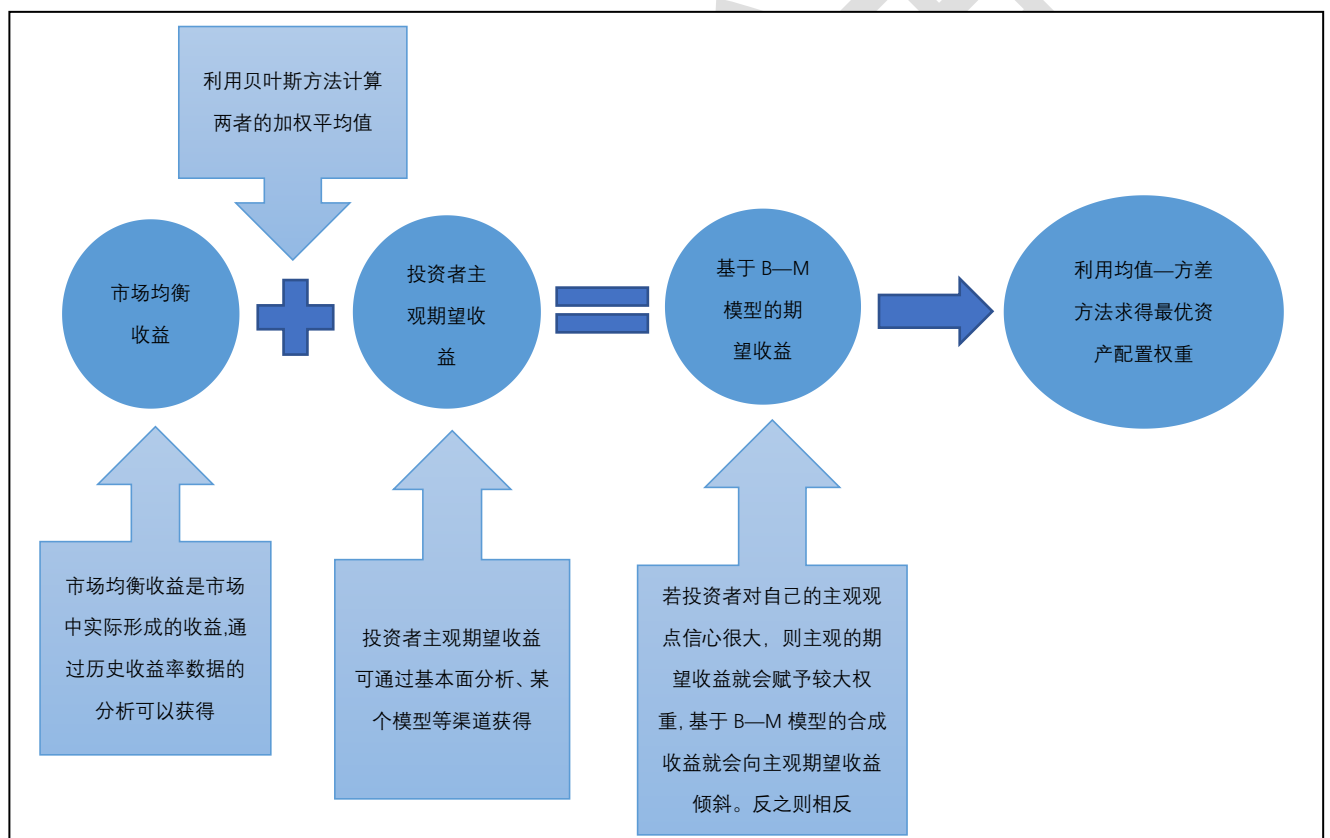 利用贝叶斯方法计算
两者的加权平均值
市场均衡
收益
投资者主
观期望收
益
基于 B—M
模型的期
望收益
利用均值—方差
方法求得最优资
产配置权重
市场均衡收益是市场
中实际形成的收益,通
过历史收益率数据的
分析可以获得
投资者主观期望收益
可通过基本面分析、某
个模型等渠道获得
若投资者对自己的主观观
点信心很大，则主观的期
望收益就会赋予较大权
重,基于 B—M 模型的合成
收益就会向主观期望收益
倾斜。反之则相反